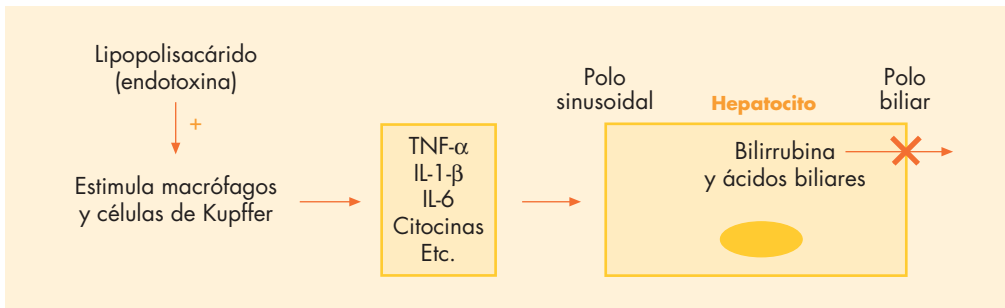 Lipopolisacárido
(endotoxina)
+
Estimula macrófagos
y células de Kupffer
TNF-α
IL-1-β
IL-6
Citocinas
Etc.
Polo
sinusoidal
Hepatocito
Polo
biliar
Bilirrubina
y ácidos biliares